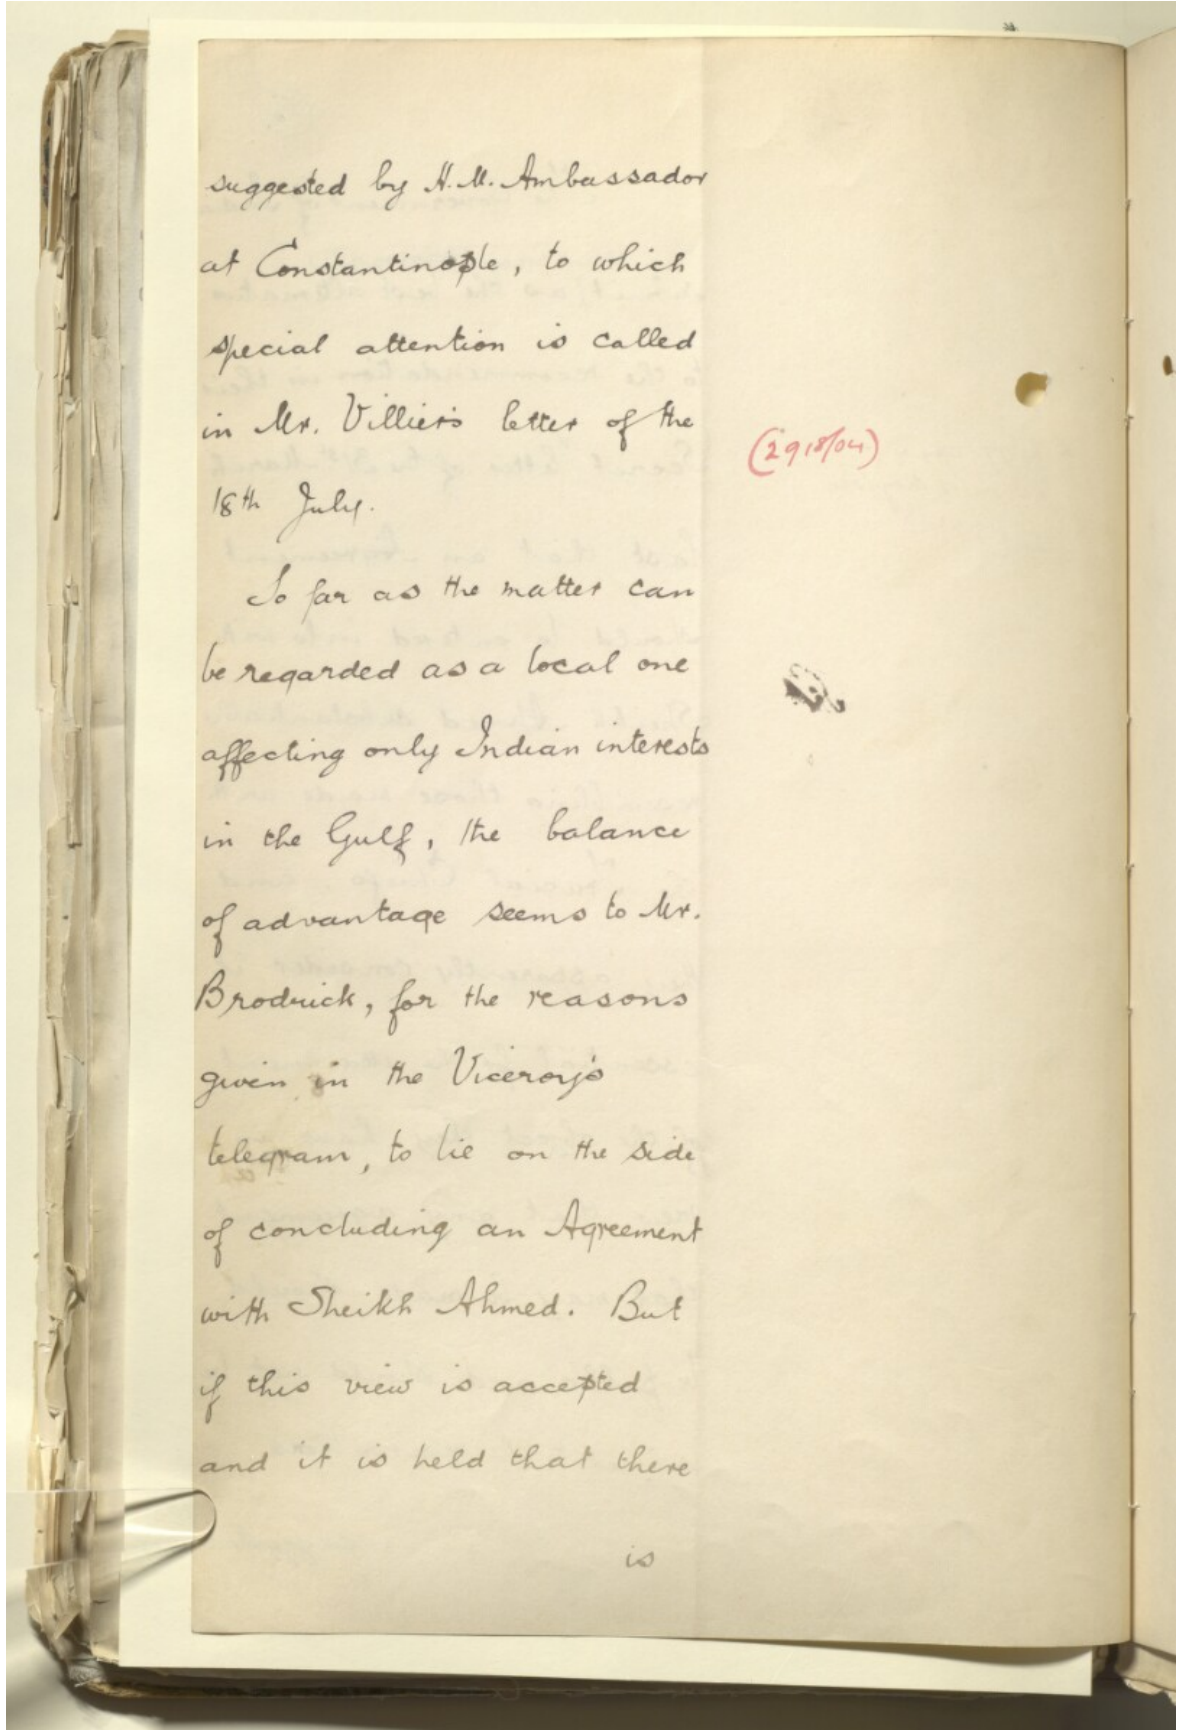 suggested by H.M. Ambassador
at Constantinople, to which
special attention is called
in Mr. Villiers letter of the
(2918/04)
18th July.
So far as the matter can
be regarded as a local one
affecting only Indian interests
in the Gulf, the balance
of advantage seems to Mr.
Brodrick, for the reasons
given in the Viceroy's
telegram, to lie on the side
of concluding an Agreement
with Sheikh Ahmed. But
if this view is accepted
and it is held that there
is